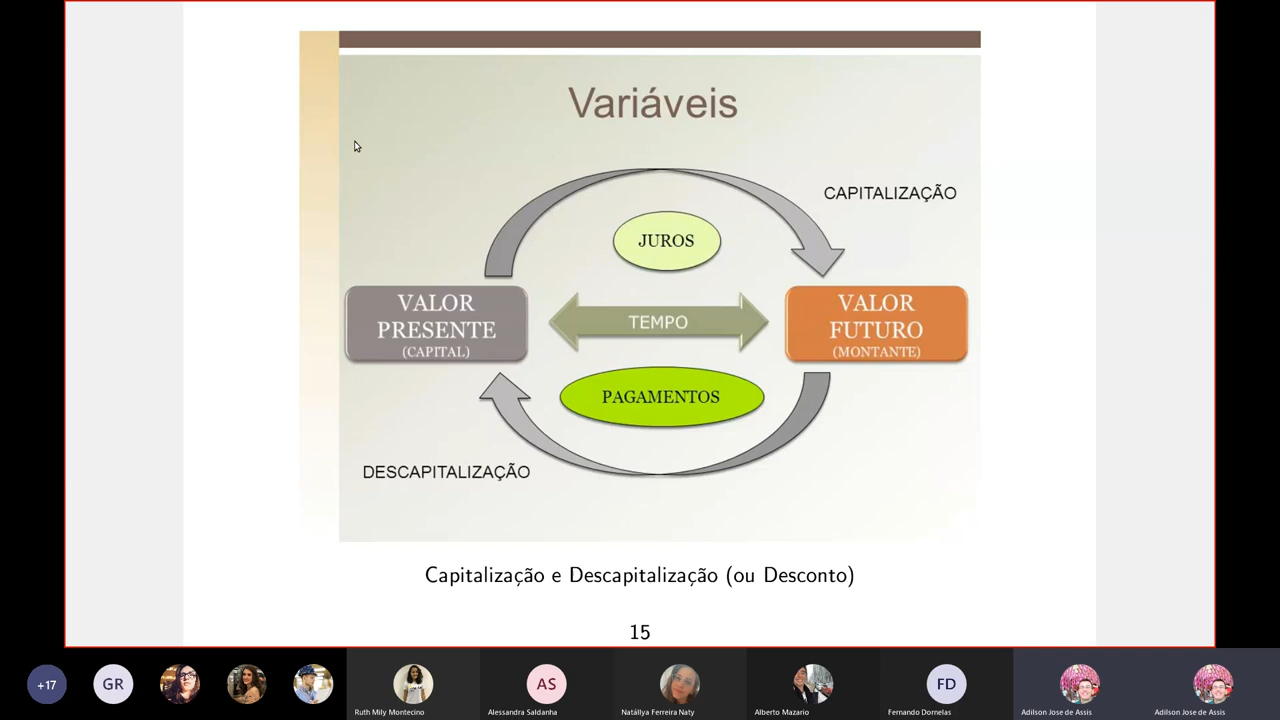 Variáveis
CAPITALIZAÇÃO
JUROS
VALOR
PRESENTE
(CAPITAL)
TEMPO
VALOR
FUTURO
(MONTANTE)
PAGAMENTOS
DESCAPITALIZAÇÃO
Capitalização e Descapitalização (ou Desconto)
15
+17
GR
AS
FD
Ruth Mily Montecino
Alessandra Saldanha
Natállya Ferreira Naty
Alberto Mazario
Fernando Dornelas
Adilson Jose de Assis
Adilson Jose de Assis